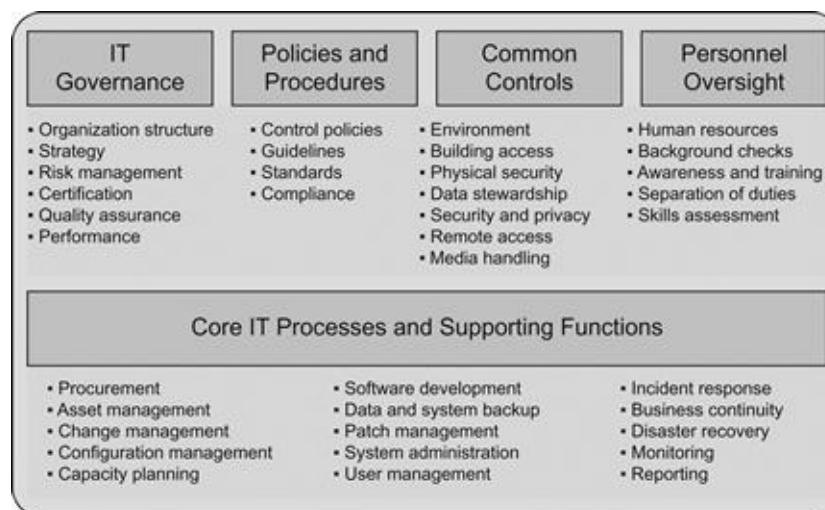 IT
Governance
▪ Organization structure
▪ Strategy
▪ Risk management
▪ Certification
▪ Quality assurance
▪ Performance
Policies and
Procedures
▪ Control policies
▪ Guidelines
▪ Standards
▪ Compliance
Common
Controls
▪ Environment
▪ Building access
▪ Physical security
▪ Data stewardship
▪ Security and privacy
▪ Remote access
▪ Media handling
Personnel
Oversight
▪ Human resources
▪ Background checks
▪ Awareness and training
▪ Separation of duties
▪ Skills assessment
Core IT Processes and Supporting Functions
▪ Procurement
▪ Asset management
▪ Change management
▪ Configuration management
▪ Capacity planning
▪ Software development
▪ Data and system backup
▪ Patch management
▪ System administration
▪ User management
▪ Incident response
▪ Business continuity
▪ Disaster recovery
▪ Monitoring
▪ Reporting